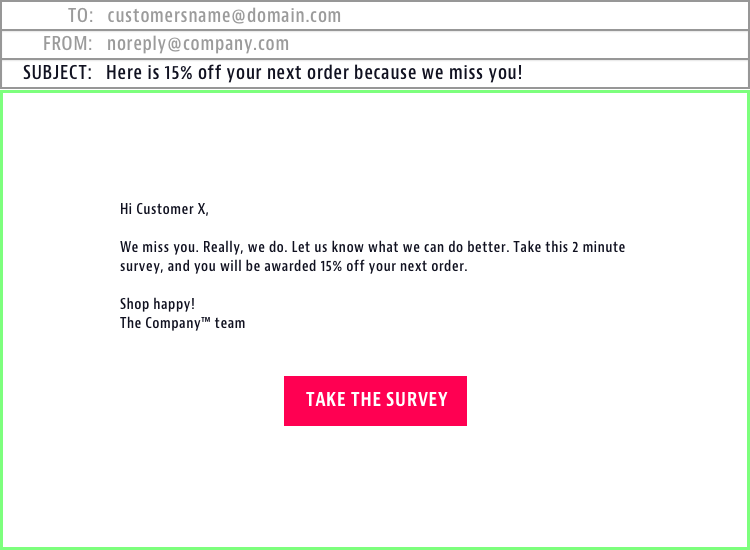 TO: customersname@domain.com
FROM: noreply@company.com
SUBJECT: Here is 15% off your next order because we miss you!
Hi Customer X,
We miss you. Really, we do. Let us know what we can do better. Take this 2 minute
survey, and you will be awarded 15% off your next order.
Shop happy!
The Company™ team
TAKE THE SURVEY